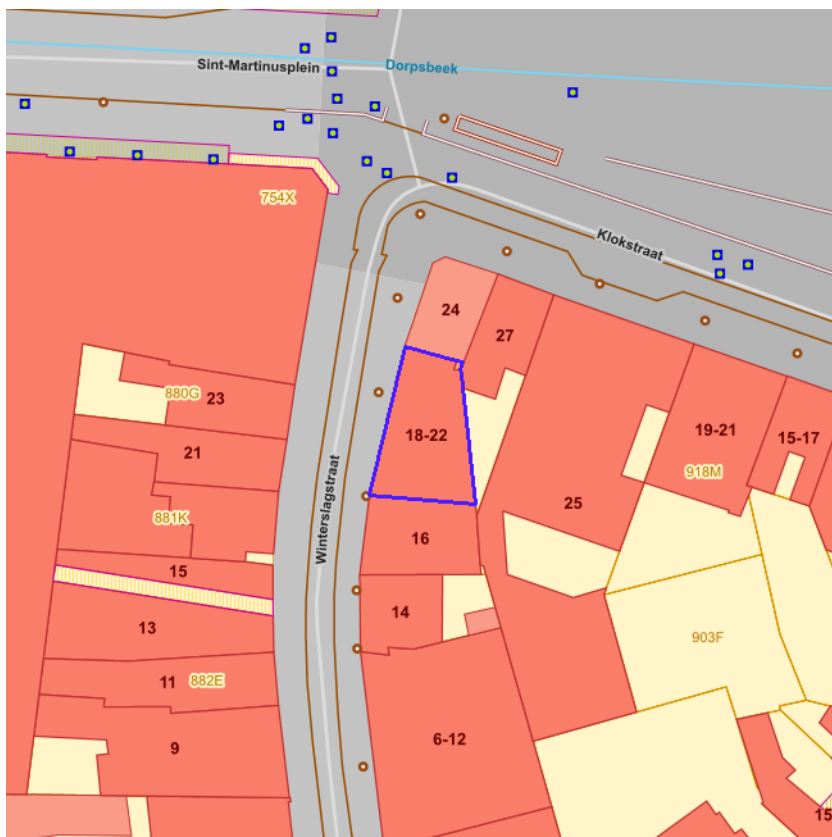 Sint-Martinusplein
Dorpsbeek
754X
Klokstraat
24
27
880G
23
18-22
19-21
15-17
21
918M
25
881K
Winterslagstraat
16
15
14
13
903F
11
882E
6-12
9
15